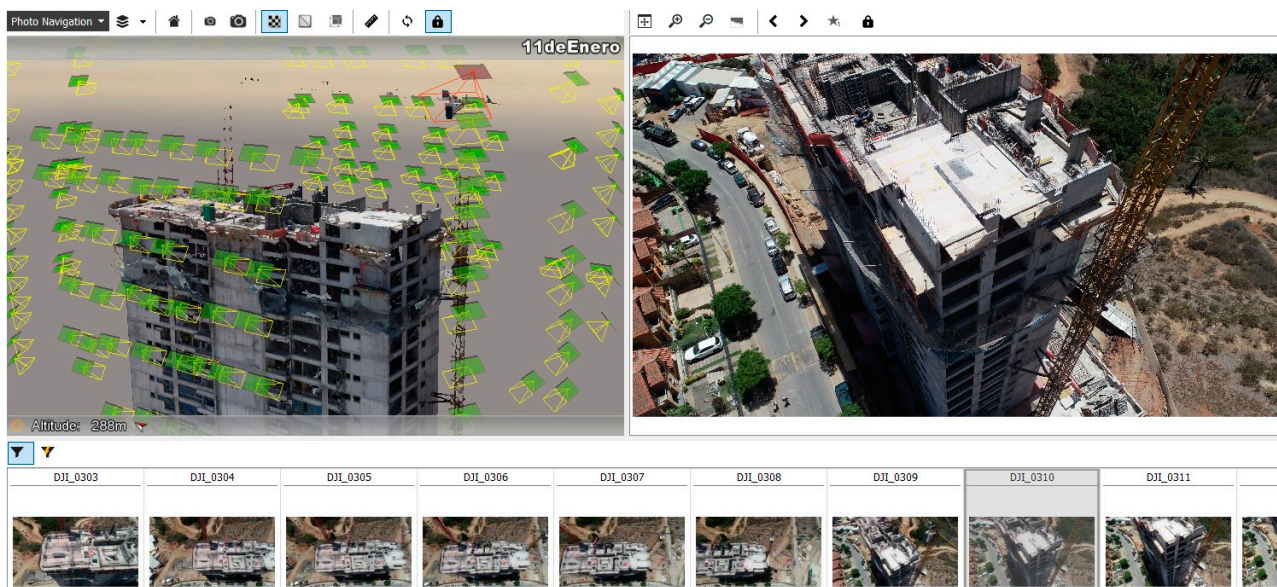 Photo Navigation
11deEnero
Altitude: 288m
DJI_0303
DJI_0304
DJI_0305
DJI_0306
DJI_0307
DJI_0308
DJI_0309
DJI_0310
DJI_0311